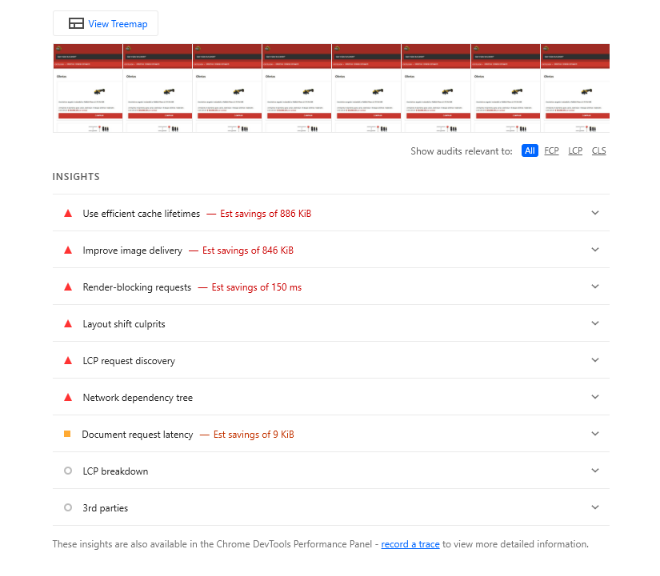 View Treemap
Show audits relevant to: All FCP LCP CLS
INSIGHTS
Use efficient cache lifetimes — Est savings of 886 KiB
Improve image delivery — Est savings of 846 KiB
Render-blocking requests — Est savings of 150 ms
Layout shift culprits
LCP request discovery
Network dependency tree
Document request latency — Est savings of 9 KiB
LCP breakdown
3rd parties
These insights are also available in the Chrome DevTools Performance Panel - record a trace to view more detailed information.